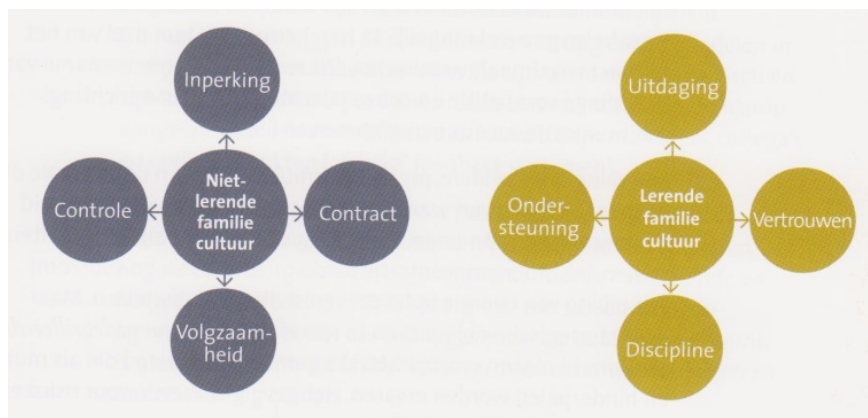 Inperking
Controle
Niet-
lerende
familie
cultuur
Contract
Volgzaam-
heid
Uitdaging
Onder-
steuning
Lerende
familie
cultuur
Vertrouwen
Discipline